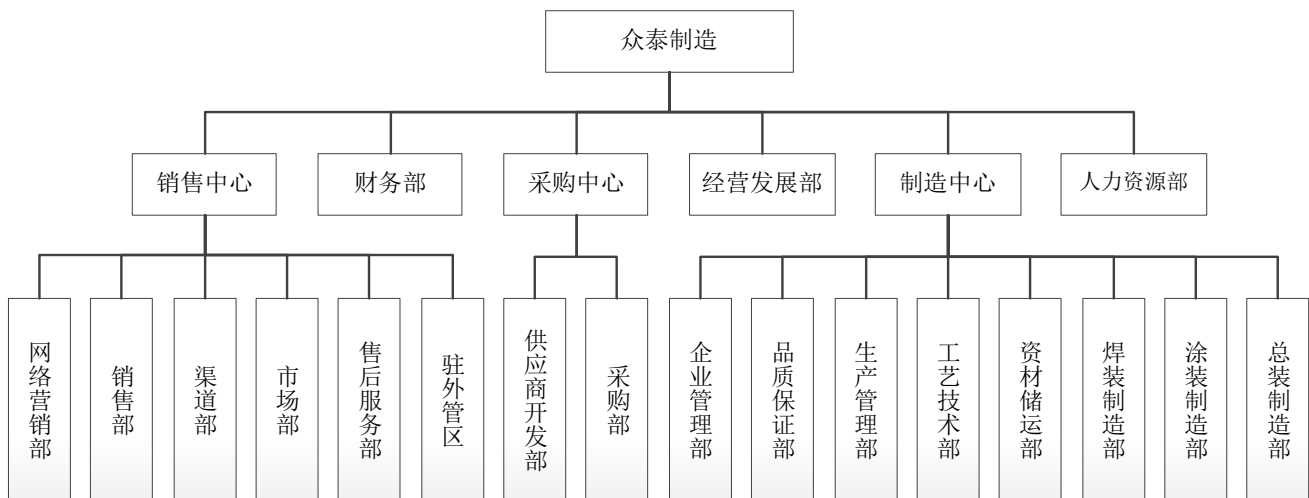 众泰制造
销售中心
财务部
采购中心
经营发展部
制造中心
人力资源部
网络营销部
销售部
渠道部
市场部
售后服务部
驻外管区
供应商开发部
采购部
企业管理部
品质保证部
生产管理部
工艺技术部
资材储运部
焊装制造部
涂装制造部
总装制造部